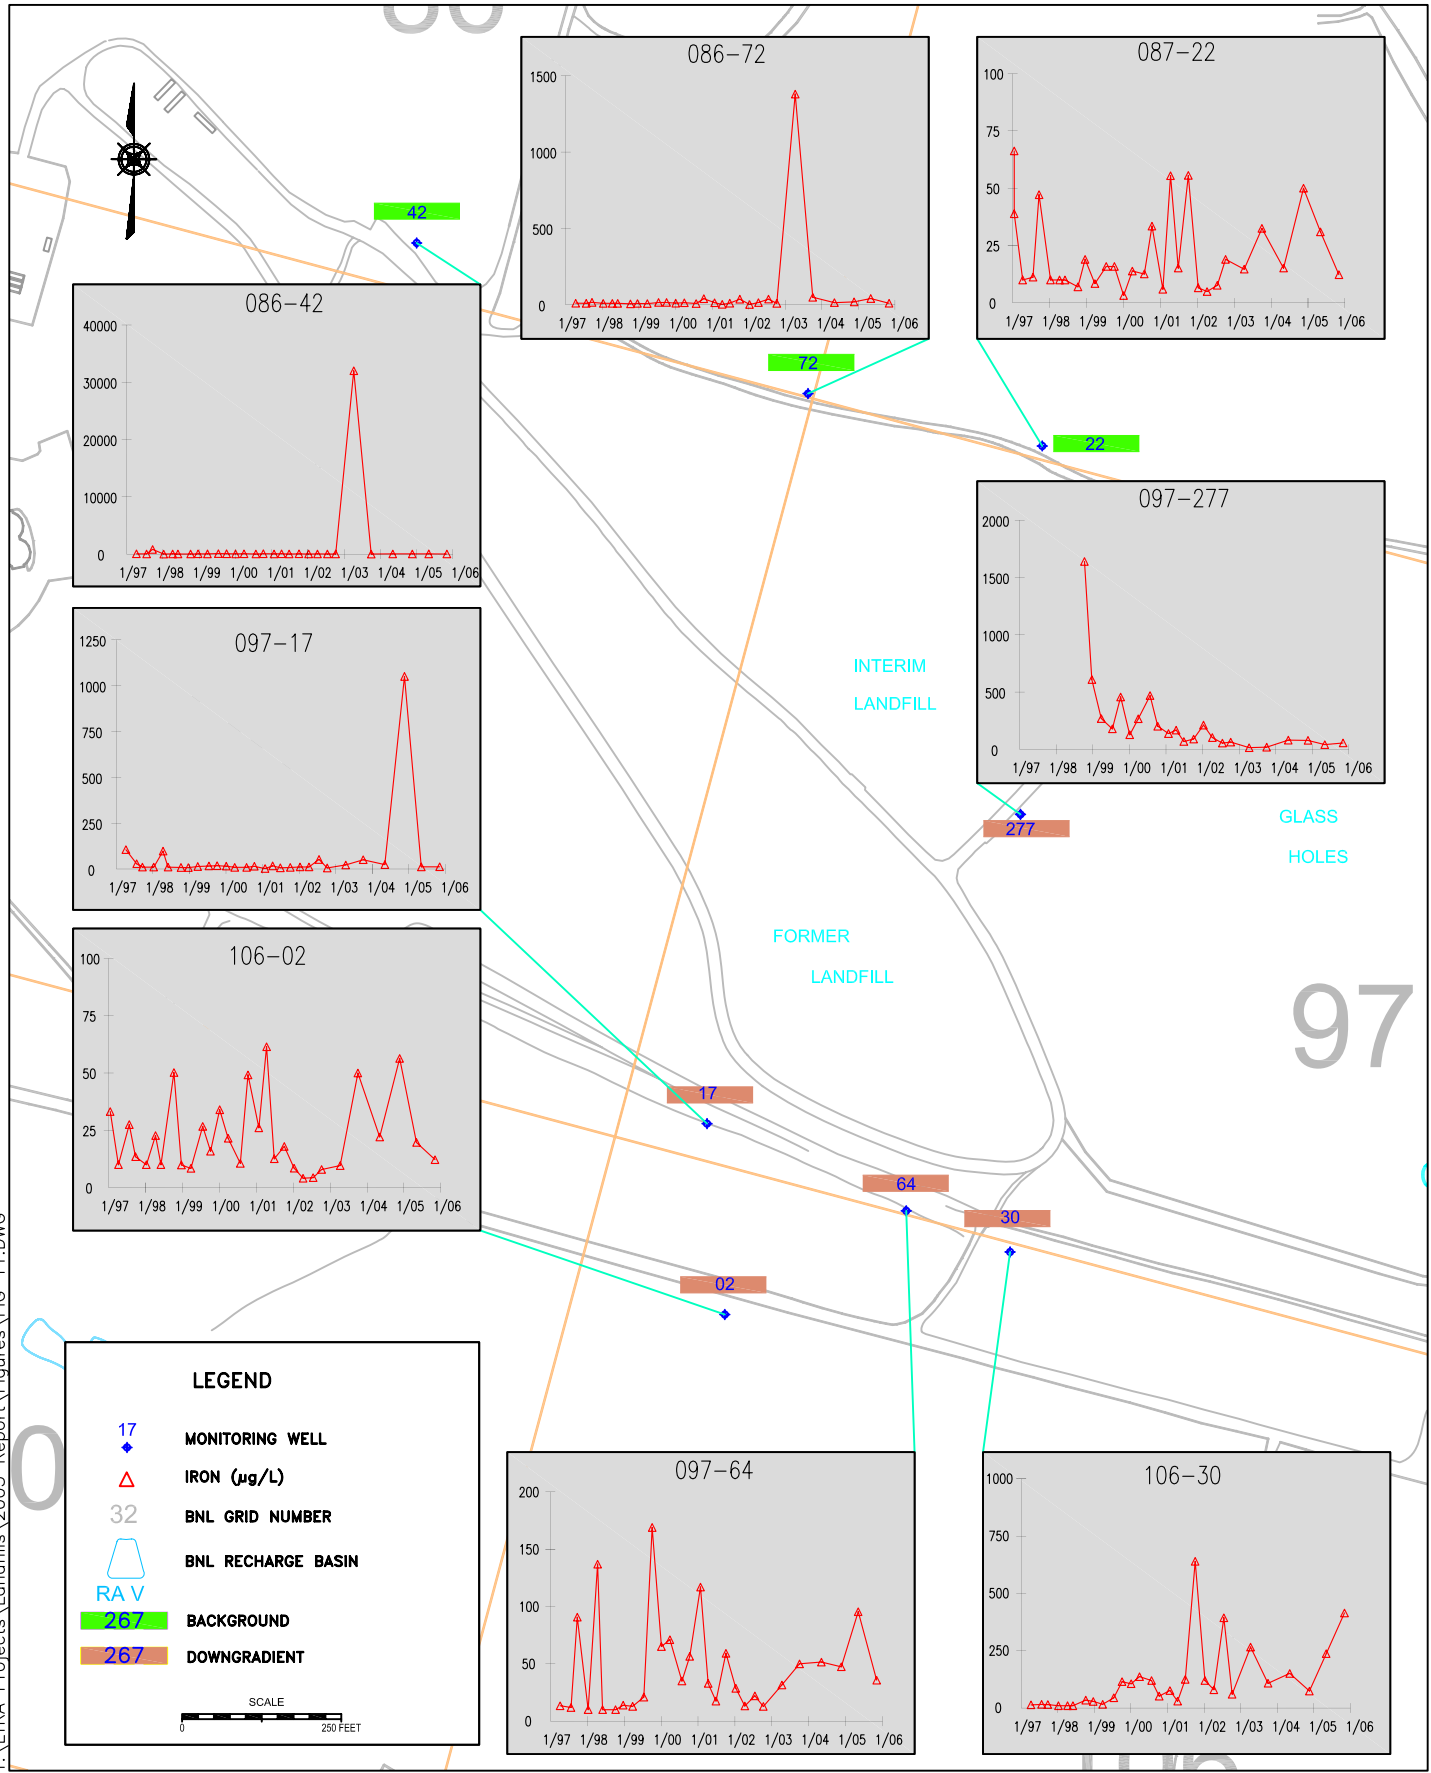 086-72
1500
1000
500
0
1/97 1/98 1/99 1/00 1/01 1/02 1/03 1/04 1/05 1/06
087-22
100
75
50
25
0
1/97 1/98 1/99 1/00 1/01 1/02 1/03 1/04 1/05 1/06
42
086-42
40000
30000
20000
10000
0
1/97 1/98 1/99 1/00 1/01 1/02 1/03 1/04 1/05 1/06
72
22
097-277
2000
1500
1000
500
0
1/97 1/98 1/99 1/00 1/01 1/02 1/03 1/04 1/05 1/06
277
097-17
1250
1000
750
500
250
0
1/97 1/98 1/99 1/00 1/01 1/02 1/03 1/04 1/05 1/06
INTERIM
LANDFILL
GLASS
HOLES
FORMER
LANDFILL
97
106-02
100
75
50
25
0
1/97 1/98 1/99 1/00 1/01 1/02 1/03 1/04 1/05 1/06
17
64
30
02
LEGEND
17
MONITORING WELL
IRON (µg/L)
32
BNL GRID NUMBER
BNL RECHARGE BASIN
RA V
267
BACKGROUND
267
DOWNGRADIENT
SCALE
0 250 FEET
097-64
200
150
100
50
0
1/97 1/98 1/99 1/00 1/01 1/02 1/03 1/04 1/05 1/06
106-30
1000
750
500
250
0
1/97 1/98 1/99 1/00 1/01 1/02 1/03 1/04 1/05 1/06